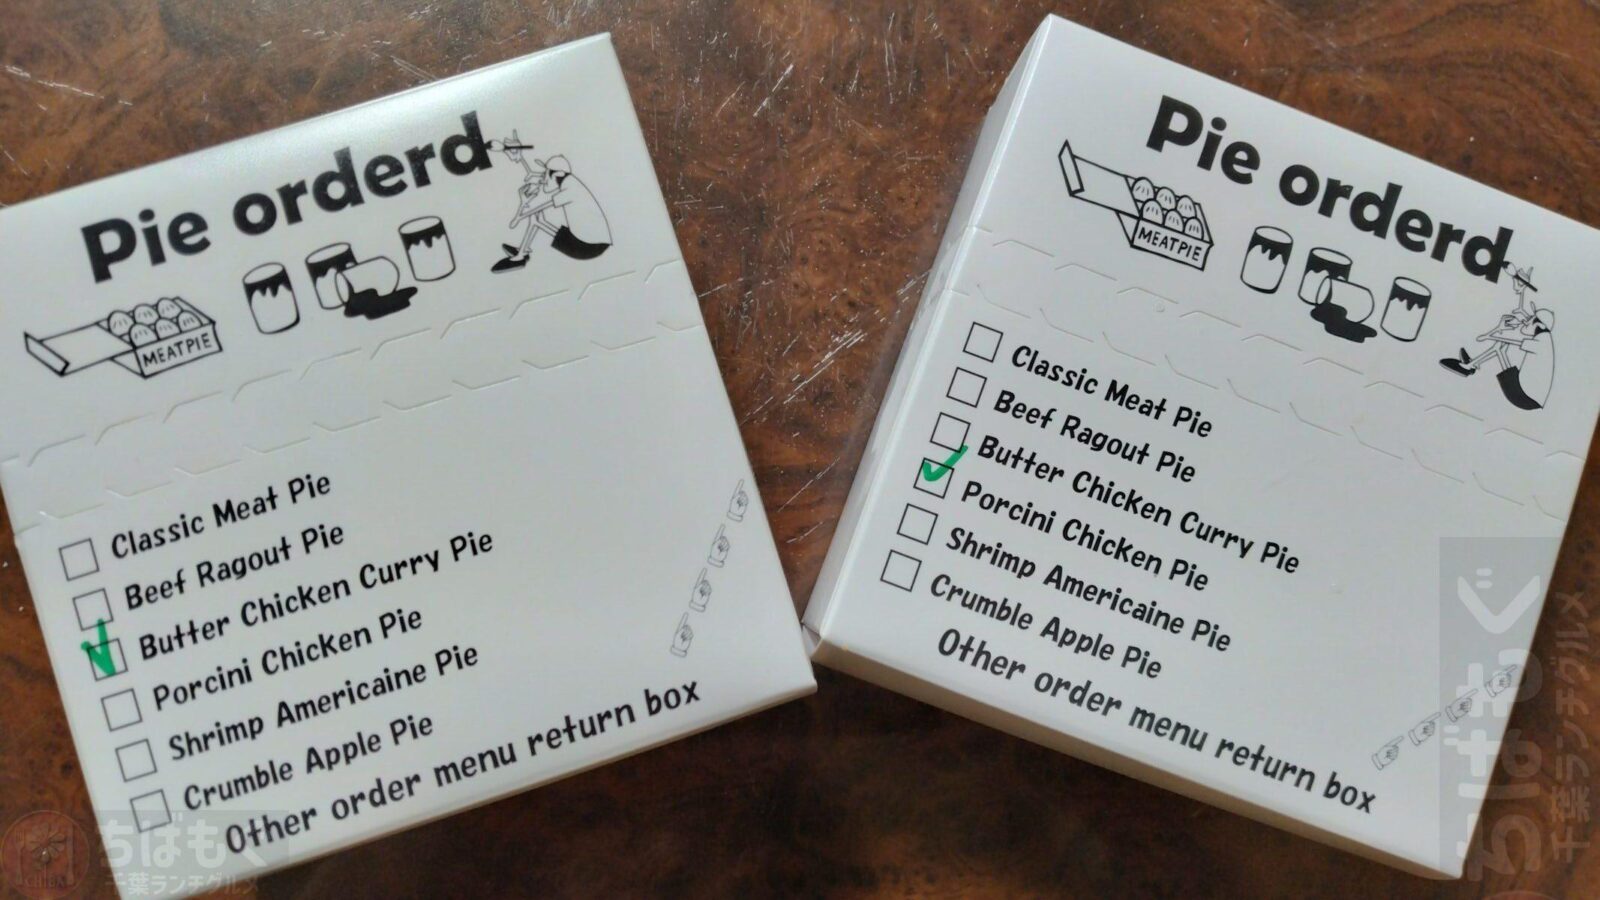 Pie orderd
MEATPIE
Classic Meat Pie
Beef Ragout Pie
Butter Chicken Curry Pie
Porcini Chicken Pie
Shrimp Americaine Pie
Crumble Apple Pie
Other order menu return box
Pie orderd
MEATPIE
Classic Meat Pie
Beef Ragout Pie
Butter Chicken Curry Pie
Porcini Chicken Pie
Shrimp Americaine Pie
Crumble Apple Pie
Other order menu return box
ちばもぐ
千葉ランチグルメ
CHIBA
ちばもぐ
千葉ランチグルメ